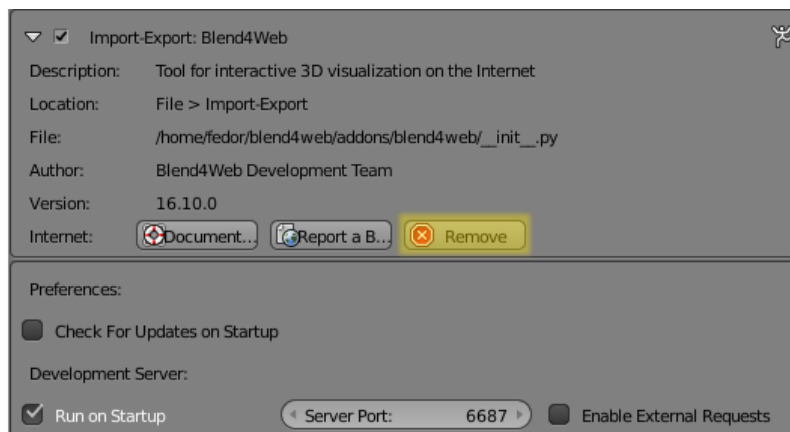 Import-Export: Blend4Web
Description: Tool for interactive 3D visualization on the Internet
Location: File > Import-Export
File: /home/fedor/blend4web/addons/blend4web/__init__.py
Author: Blend4Web Development Team
Version: 16.10.0
Internet: Document... Report a B... Remove
Preferences:
Check For Updates on Startup
Development Server:
Run on Startup Server Port: 6687 Enable External Requests